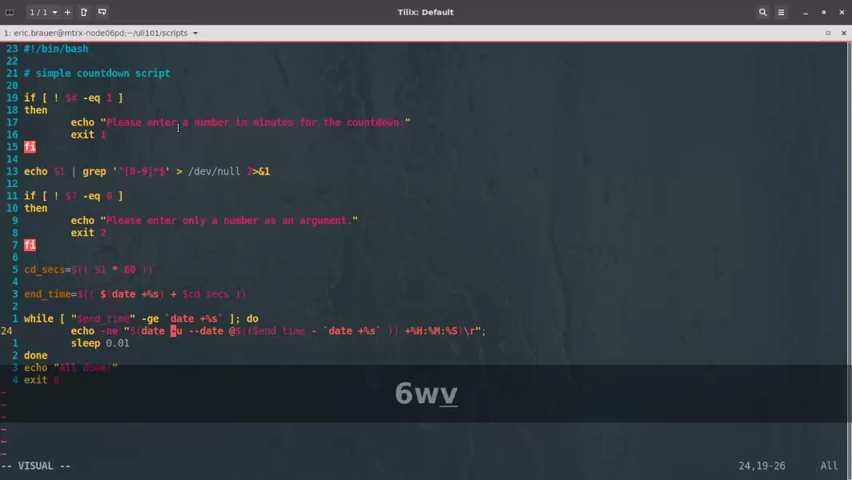 1 / 1
Tilix: Default
1: eric.brauer@mtrx-node06pd:~/uli101/scripts
23 #!/bin/bash
22
21 # simple countdown script
20
19 if [ ! $# -eq 1 ]
18 then
17 echo "Please enter a number in minutes for the countdown."
16 exit 1
15 fi
14
13 echo $1 | grep '^[0-9]*$' > /dev/null 2>&1
12
11 if [ ! $? -eq 0 ]
10 then
9 echo "Please enter only a number as an argument."
8 exit 2
7 fi
6
5 cd_secs=$(( $1 * 60 ))
4
3 end_time=$(( $(date +%s) + $cd_secs ))
2
1 while [ "$end_time" -ge `date +%s` ]; do
24 echo -ne "$(date -u --date @$(($end_time - `date +%s` )) +%H:%M:%S)\r";
1 sleep 0.01
2 done
3 echo "All done!"
4 exit 0
~
~
~
~
~
~
6wv
-- VISUAL --
24,19-26
All